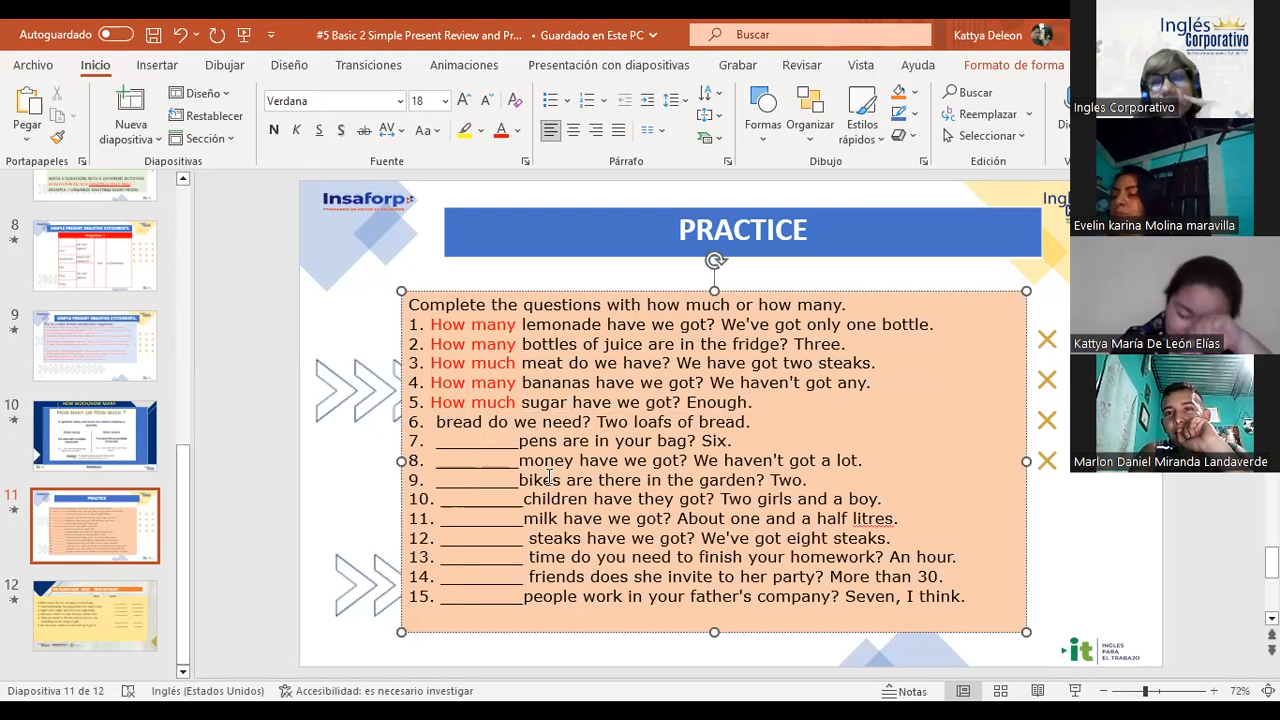 Autoguardado
#5 Basic 2 Simple Present Review and Pr... • Guardado en Este PC
Buscar
Kattya Deleon
Archivo Inicio Insertar Dibujar Diseño Transiciones Animaciones Presentación con diapositivas Grabar Revisar Vista Ayuda Formato de forma
Pegar
Nueva diapositiva
Diseño
Restablecer
Sección
Verdana 18
N K S S AV Aa A
Formas Organizar Estilos rápidos
Buscar
Reemplazar
Seleccionar
Portapapeles Diapositivas Fuente Párrafo Dibujo Edición
8
9
10
11
12
Insaforp
PRACTICE
Complete the questions with how much or how many.
1. How many lemonade have we got? We've got only one bottle.
2. How many bottles of juice are in the fridge? Three.
3. How much meat do we have? We have got two steaks.
4. How many bananas have we got? We haven't got any.
5. How much sugar have we got? Enough.
6. bread do we need? Two loafs of bread.
7. ________pens are in your bag? Six.
8. ________money have we got? We haven't got a lot.
9. ________bikes are there in the garden? Two.
10. ________children have they got? Two girls and a boy.
11. ________milk have we got? About one and a half litres.
12. ________ steaks have we got? We've got eight steaks.
13. ________ time do you need to finish your homework? An hour.
14. ________ friends does she invite to her party? More than 30.
15. ________people work in your father's company? Seven, I think.
it INGLÉS PARA EL TRABAJO
Inglés Corporativo
Ingles Corporativo
Evelin karina Molina maravilla
Kattya María De León Elías
Marlon Daniel Miranda Landaverde
Diapositiva 11 de 12
Inglés (Estados Unidos)
Accesibilidad: es necesario investigar
Notas
72%